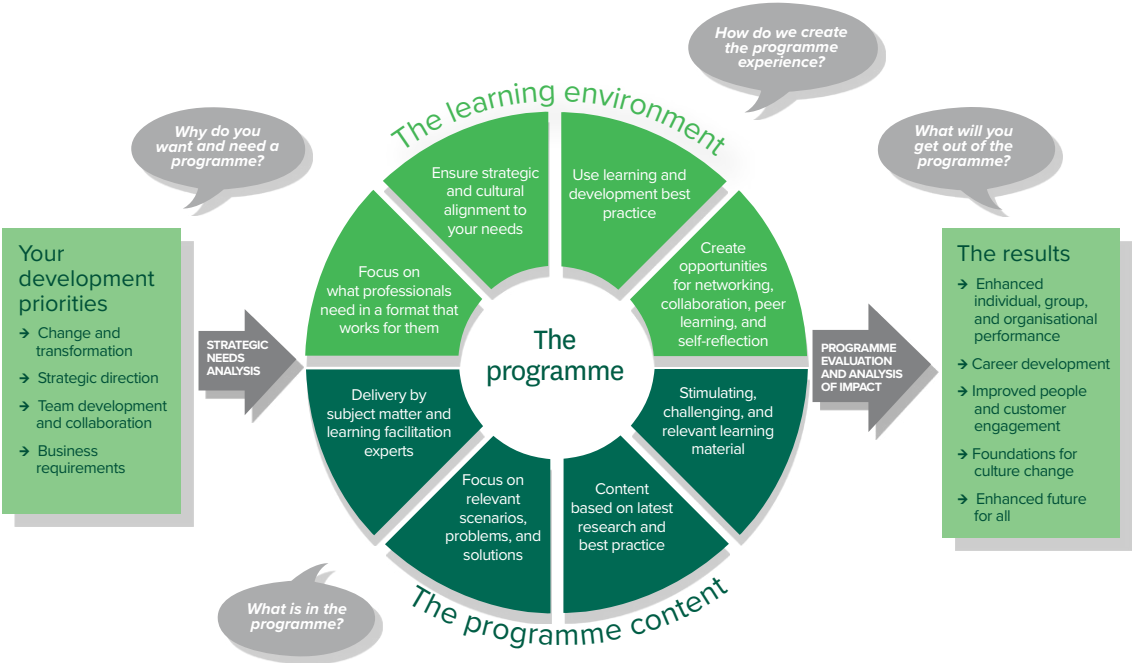 How do we create
the programme
experience?
Why do you
want and need a
programme?
What will you
get out of the
programme?
The learning environment
Your
development
priorities
→ Change and
transformation
→ Strategic direction
→ Team development
and collaboration
→ Business
requirements
STRATEGIC
NEEDS
ANALYSIS
Focus on
what professionals
need in a format that
works for them
Ensure strategic
and cultural
alignment to
your needs
Use learning and
development best
practice
Create
opportunities
for networking,
collaboration, peer
learning, and
self-reflection
The
programme
Delivery by
subject matter and
learning facilitation
experts
Focus on
relevant
scenarios,
problems, and
solutions
Content
based on latest
research and
best practice
Stimulating,
challenging, and
relevant learning
material
PROGRAMME
EVALUATION
AND ANALYSIS
OF IMPACT
The results
→ Enhanced
individual, group,
and organisational
performance
→ Career development
→ Improved people
and customer
engagement
→ Foundations for
culture change
→ Enhanced future
for all
What is in the
programme?
The programme content